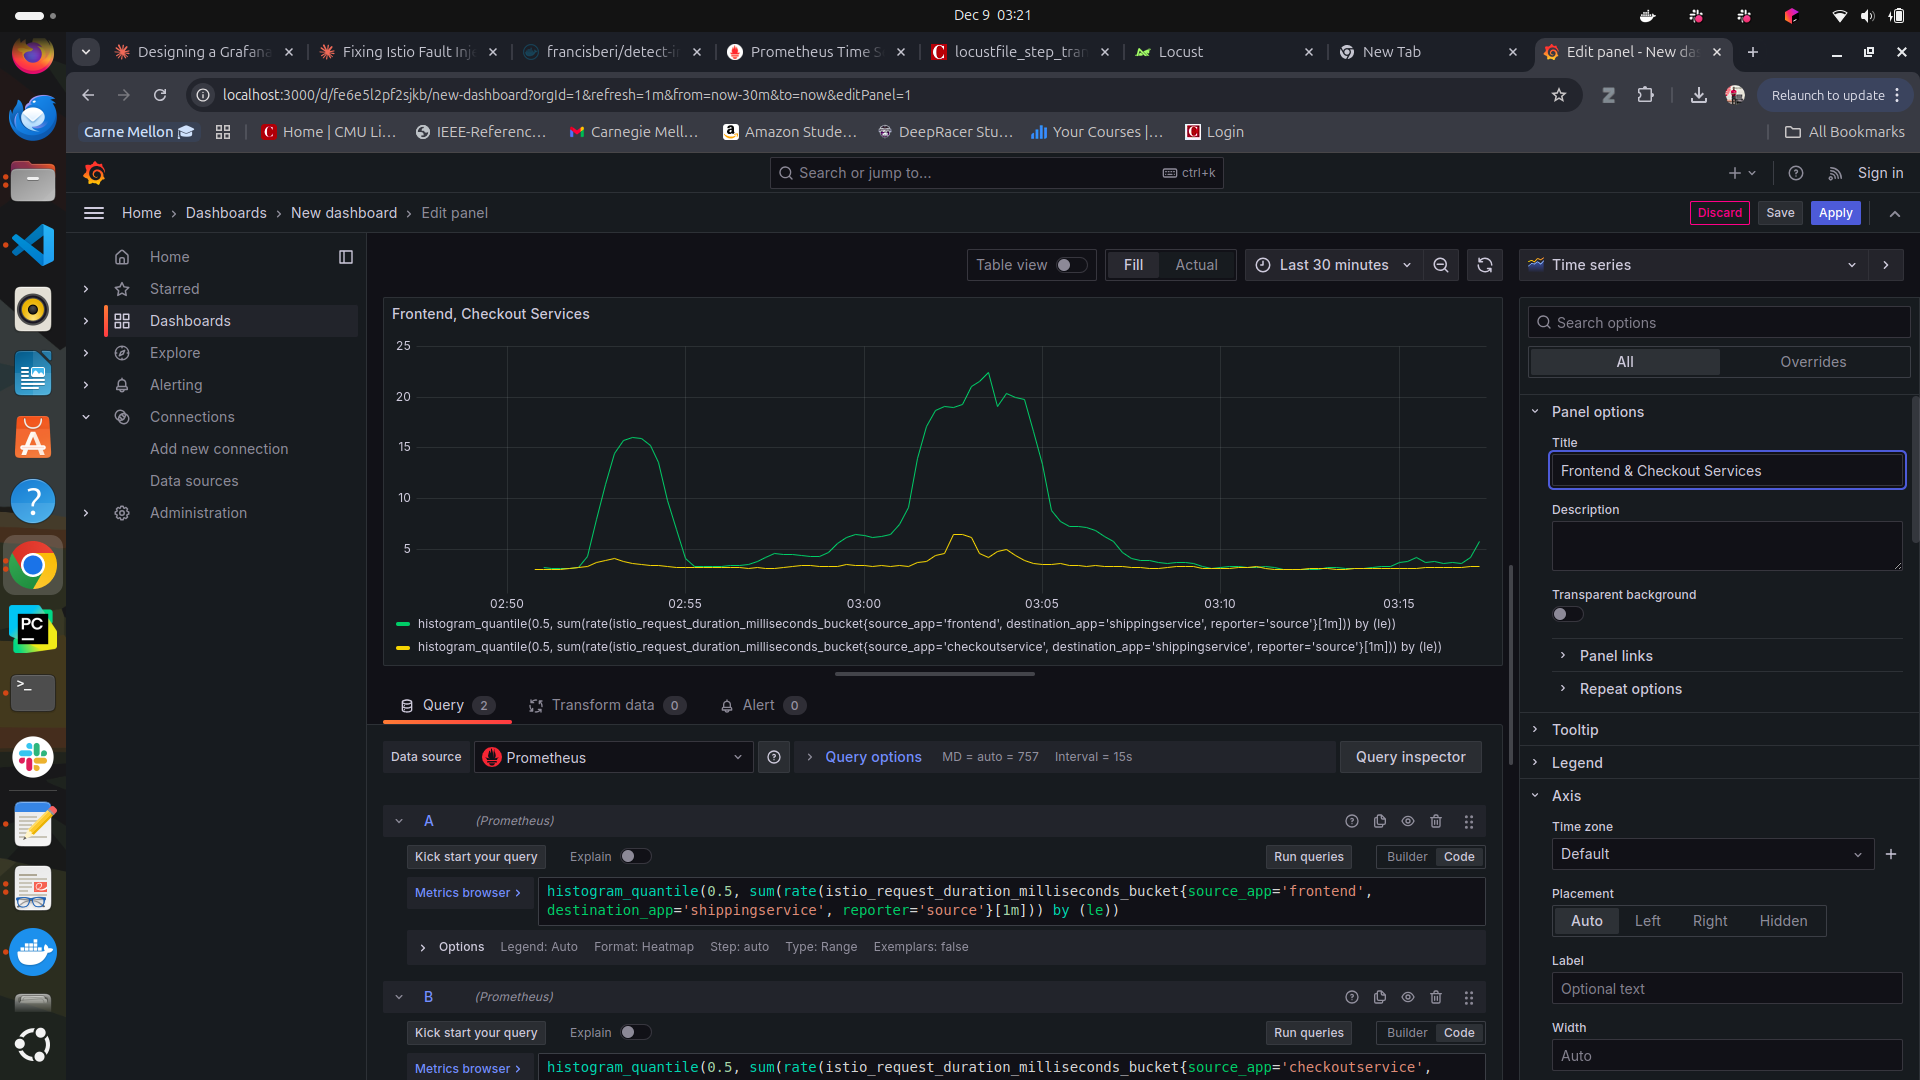 Dec 9 03:21
Designing a Grafana
Fixing Istio Fault Inje
francisberi/detect-in
Prometheus Time S
locustfile_step_tran
Locust
New Tab
Edit panel - New das
localhost:3000/d/fe6e5l2pf2sjkb/new-dashboard?orgId=1&refresh=1m&from=now-30m&to=now&editPanel=1
Relaunch to update
Carne Mellon
Home | CMU Li...
IEEE-Referenc...
Carnegie Mell...
Amazon Stude...
DeepRacer Stu...
Your Courses |...
Login
All Bookmarks
Search or jump to...
ctrl+k
Sign in
Home › Dashboards › New dashboard › Edit panel
Discard
Save
Apply
Home
Starred
Dashboards
Explore
Alerting
Connections
Add new connection
Data sources
Administration
Table view
Fill
Actual
Last 30 minutes
Time series
Frontend, Checkout Services
25
20
15
10
5
02:50
02:55
03:00
03:05
03:10
03:15
histogram_quantile(0.5, sum(rate(istio_request_duration_milliseconds_bucket{source_app='frontend', destination_app='shippingservice', reporter='source'}[1m])) by (le))
histogram_quantile(0.5, sum(rate(istio_request_duration_milliseconds_bucket{source_app='checkoutservice', destination_app='shippingservice', reporter='source'}[1m])) by (le))
Query 2
Transform data 0
Alert 0
Data source
Prometheus
Query options
MD = auto = 757
Interval = 15s
Query inspector
A
(Prometheus)
Kick start your query
Explain
Run queries
Builder
Code
Metrics browser >
histogram_quantile(0.5, sum(rate(istio_request_duration_milliseconds_bucket{source_app='frontend',
destination_app='shippingservice', reporter='source'}[1m])) by (le))
Options
Legend: Auto
Format: Heatmap
Step: auto
Type: Range
Exemplars: false
B
(Prometheus)
Kick start your query
Explain
Run queries
Builder
Code
Metrics browser >
histogram_quantile(0.5, sum(rate(istio_request_duration_milliseconds_bucket{source_app='checkoutservice',
Search options
All
Overrides
Panel options
Title
Frontend & Checkout Services
Description
Transparent background
Panel links
Repeat options
Tooltip
Legend
Axis
Time zone
Default
Placement
Auto
Left
Right
Hidden
Label
Optional text
Width
Auto